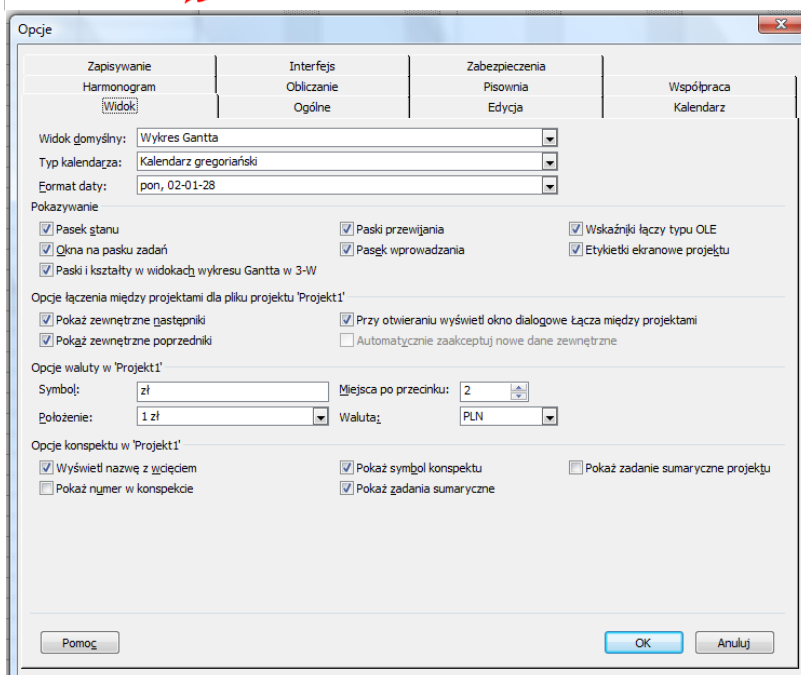 Opcje
Zapisywanie Interfejs Zabezpieczenia
Harmonogram Obliczanie Pisownia Współpraca
Widok Ogólne Edycja Kalendarz
Widok domyślny: Wykres Gantta
Typ kalendarza: Kalendarz gregoriański
Format daty: pon, 02-01-28
Pokazywanie
Pasek stanu Paski przewijania Wskaźniki łączy typu OLE
Okna na pasku zadań Pasek wprowadzania Etykietki ekranowe projektu
Paski i kształty w widokach wykresu Gantta w 3-W
Opcje łączenia między projektami dla pliku projektu 'Projekt1'
Pokaż zewnętrzne następniki Przy otwieraniu wyświetl okno dialogowe Łącza między projektami
Pokaż zewnętrzne poprzedniki Automatycznie zaakceptuj nowe dane zewnętrzne
Opcje waluty w 'Projekt1'
Symbol: zł Miejsca po przecinku: 2
Położenie: 1 zł Waluta: PLN
Opcje konspektu w 'Projekt1'
Wyświetl nazwę z wcięciem Pokaż symbol konspektu Pokaż zadanie sumaryczne projektu
Pokaż numer w konspekcie Pokaż zadania sumaryczne
Pomoc OK Anuluj